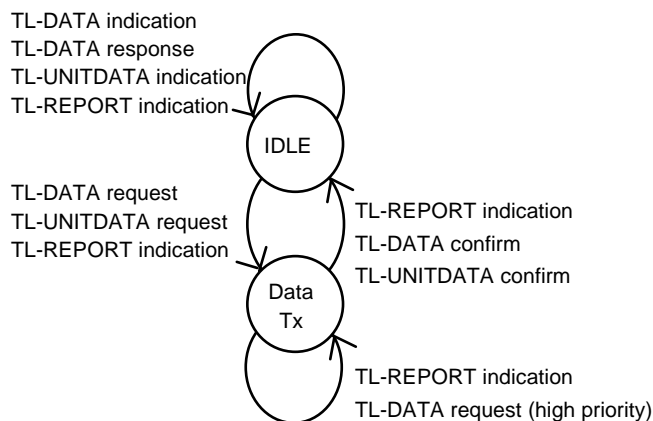 TL-DATA indication
TL-DATA response
TL-UNITDATA indication
TL-REPORT indication
IDLE
TL-DATA request
TL-UNITDATA request
TL-REPORT indication
TL-REPORT indication
TL-DATA confirm
TL-UNITDATA confirm
Data
Tx
TL-REPORT indication
TL-DATA request (high priority)